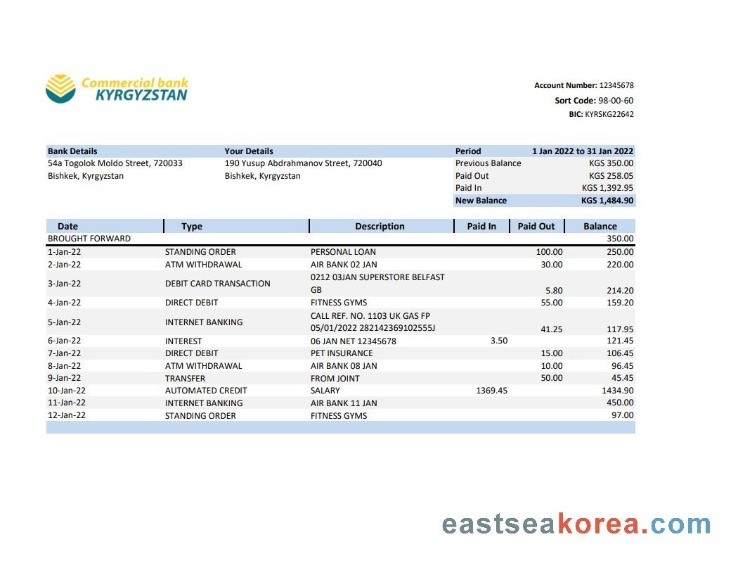 Commercial bank
KYRGYZSTAN
Account Number: 12345678
Sort Code: 98-00-60
BIC: KYRSKG22642
Bank Details Your Details Period 1 Jan 2022 to 31 Jan 2022
54a Togolok Moldo Street, 720033 190 Yusup Abdrahmanov Street, 720040 Previous Balance KGS 350.00
Bishkek, Kyrgyzstan Bishkek, Kyrgyzstan Paid Out KGS 258.05
Paid In KGS 1,392.95
New Balance KGS 1,484.90
Date Type Description Paid In Paid Out Balance
BROUGHT FORWARD 350.00
1-Jan-22 STANDING ORDER PERSONAL LOAN 100.00 250.00
2-Jan-22 ATM WITHDRAWAL AIR BANK 02 JAN 30.00 220.00
3-Jan-22 DEBIT CARD TRANSACTION 0212 03JAN SUPERSTORE BELFAST
GB 5.80 214.20
4-Jan-22 DIRECT DEBIT FITNESS GYMS 55.00 159.20
5-Jan-22 INTERNET BANKING CALL REF. NO. 1103 UK GAS FP
05/01/2022 282142369102555J 41.25 117.95
6-Jan-22 INTEREST 06 JAN NET 12345678 3.50 121.45
7-Jan-22 DIRECT DEBIT PET INSURANCE 15.00 106.45
8-Jan-22 ATM WITHDRAWAL AIR BANK 08 JAN 10.00 96.45
9-Jan-22 TRANSFER FROM JOINT 50.00 45.45
10-Jan-22 AUTOMATED CREDIT SALARY 1369.45 1434.90
11-Jan-22 INTERNET BANKING AIR BANK 11 JAN 450.00
12-Jan-22 STANDING ORDER FITNESS GYMS 97.00
eastseakorea.com